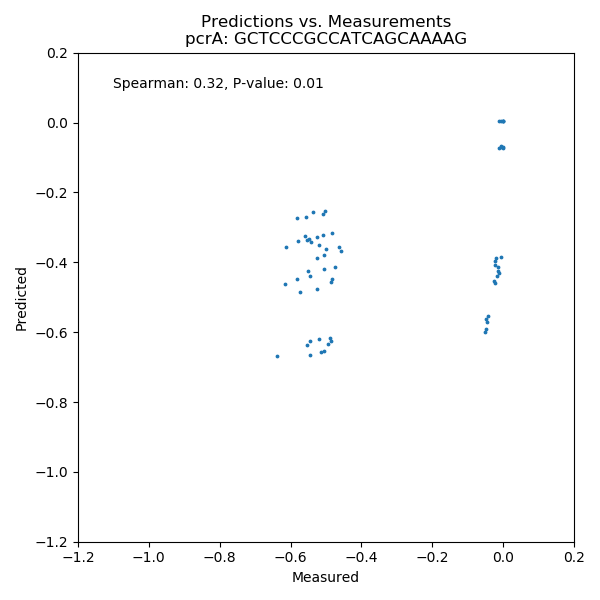 Predictions vs. Measurements
pcrA: GCTCCCGCCATCAGCAAAAG
Spearman: 0.32, P-value: 0.01
0.2
0.0
−0.2
−0.4
−0.6
−0.8
−1.0
−1.2
Predicted
−1.2 −1.0 −0.8 −0.6 −0.4 −0.2 0.0 0.2
Measured